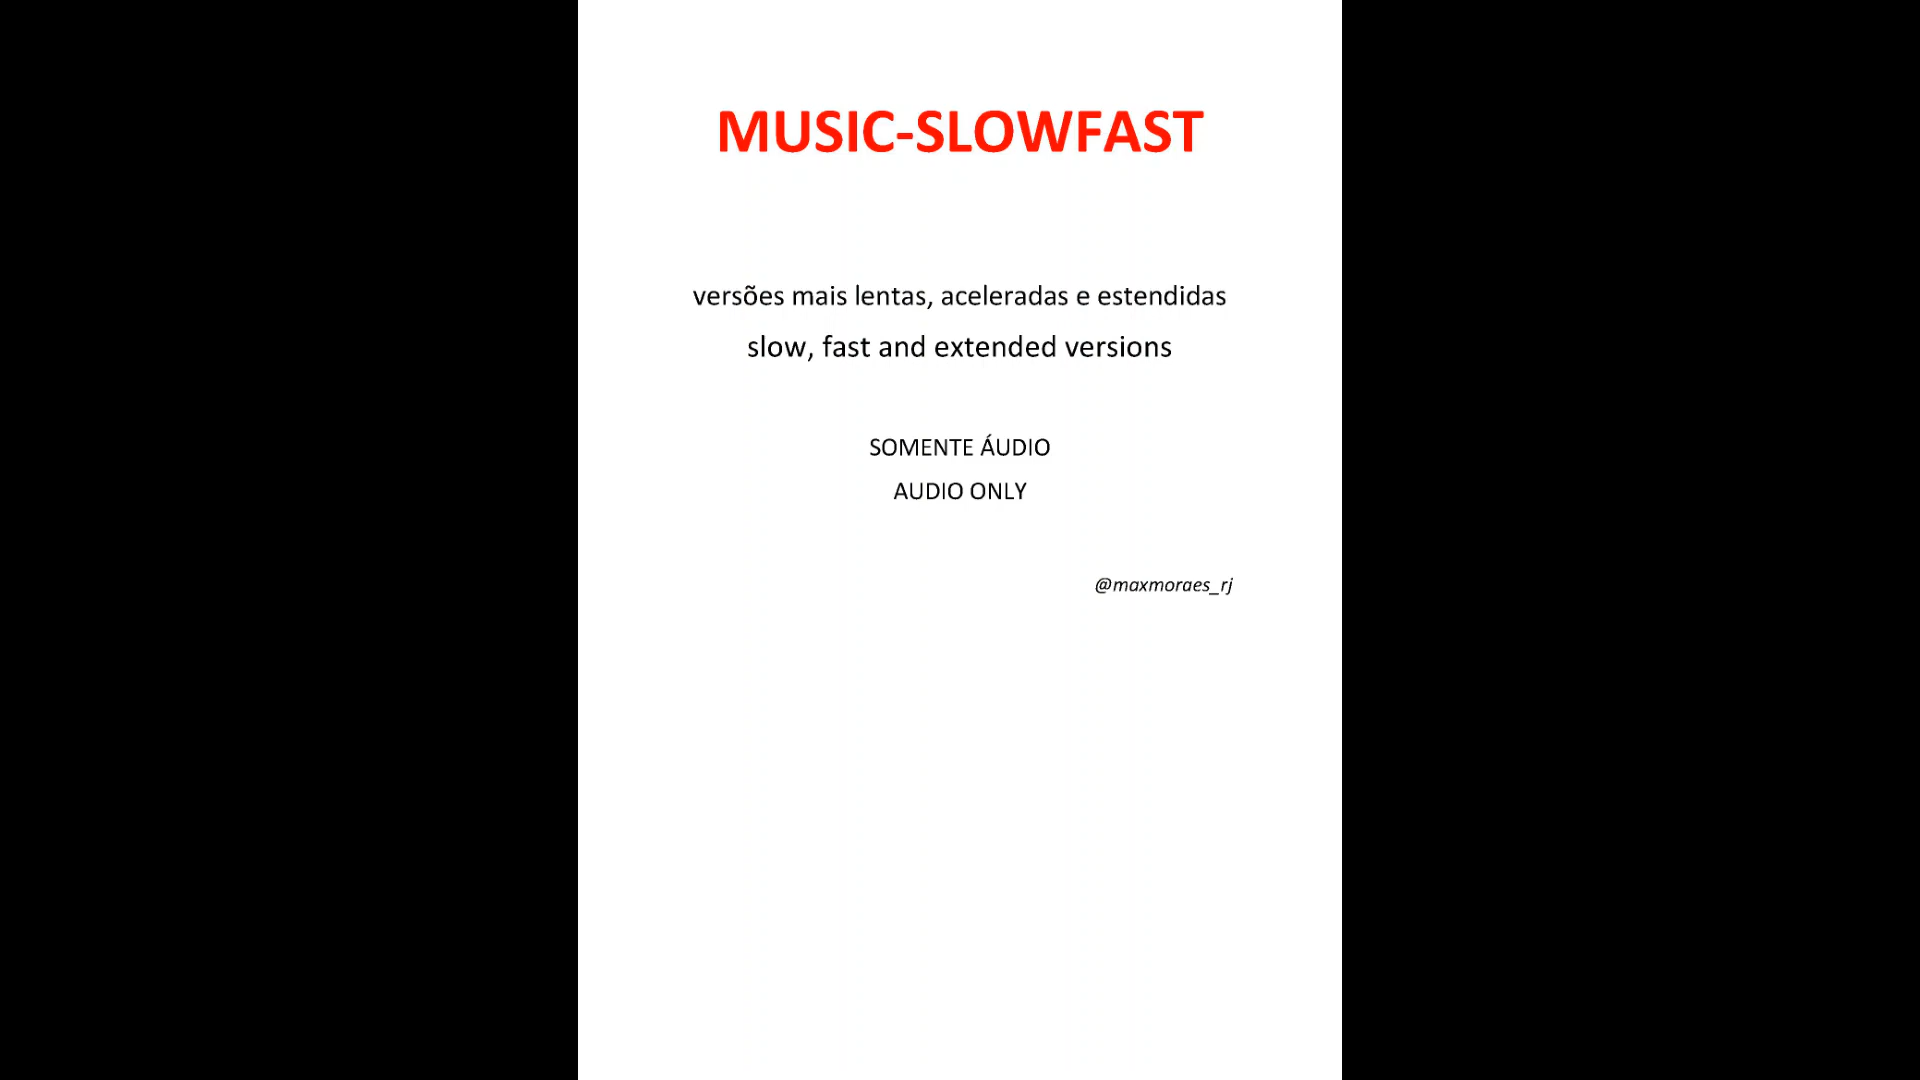 MUSIC-SLOWFAST
versões mais lentas, aceleradas e estendidas
slow, fast and extended versions
SOMENTE ÁUDIO
AUDIO ONLY
@maxmoraes_rj